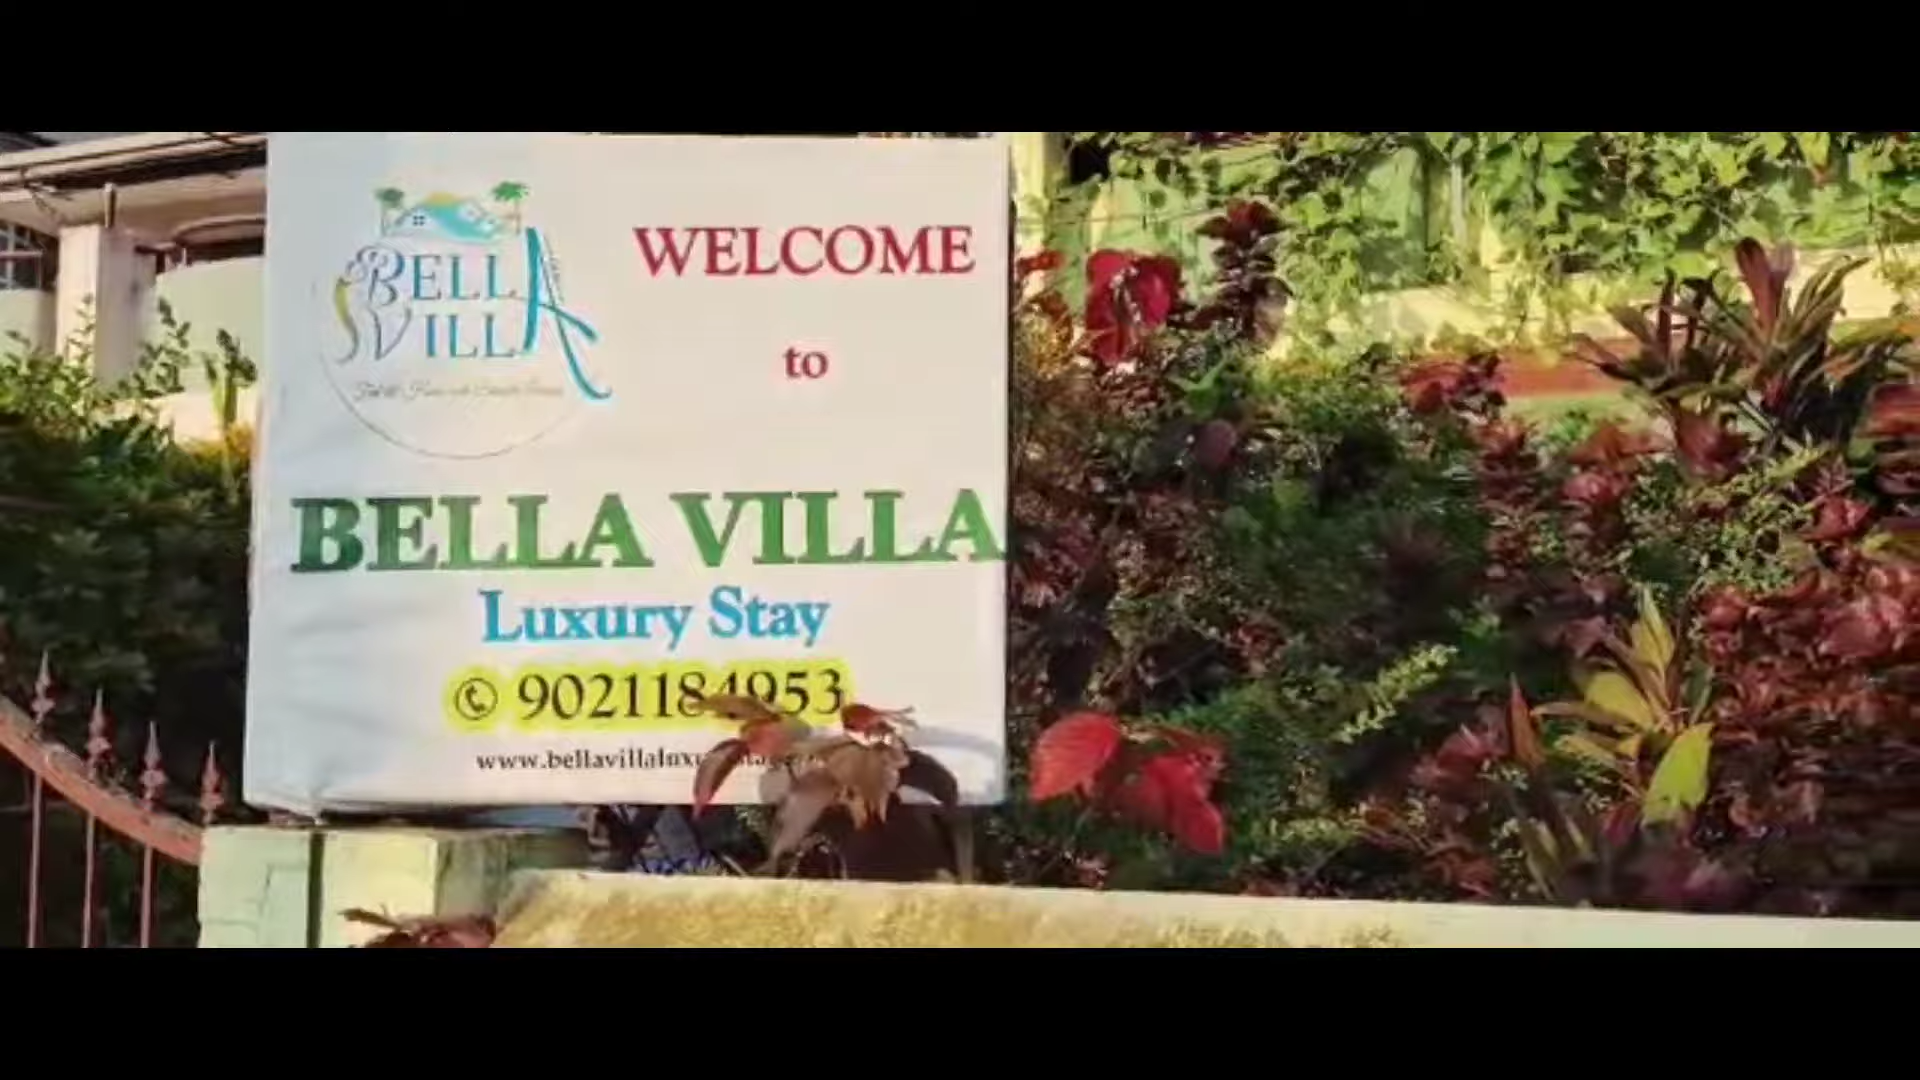 BELLA
VILLA
WELCOME
to
BELLA VILLA
Luxury Stay
9021184953